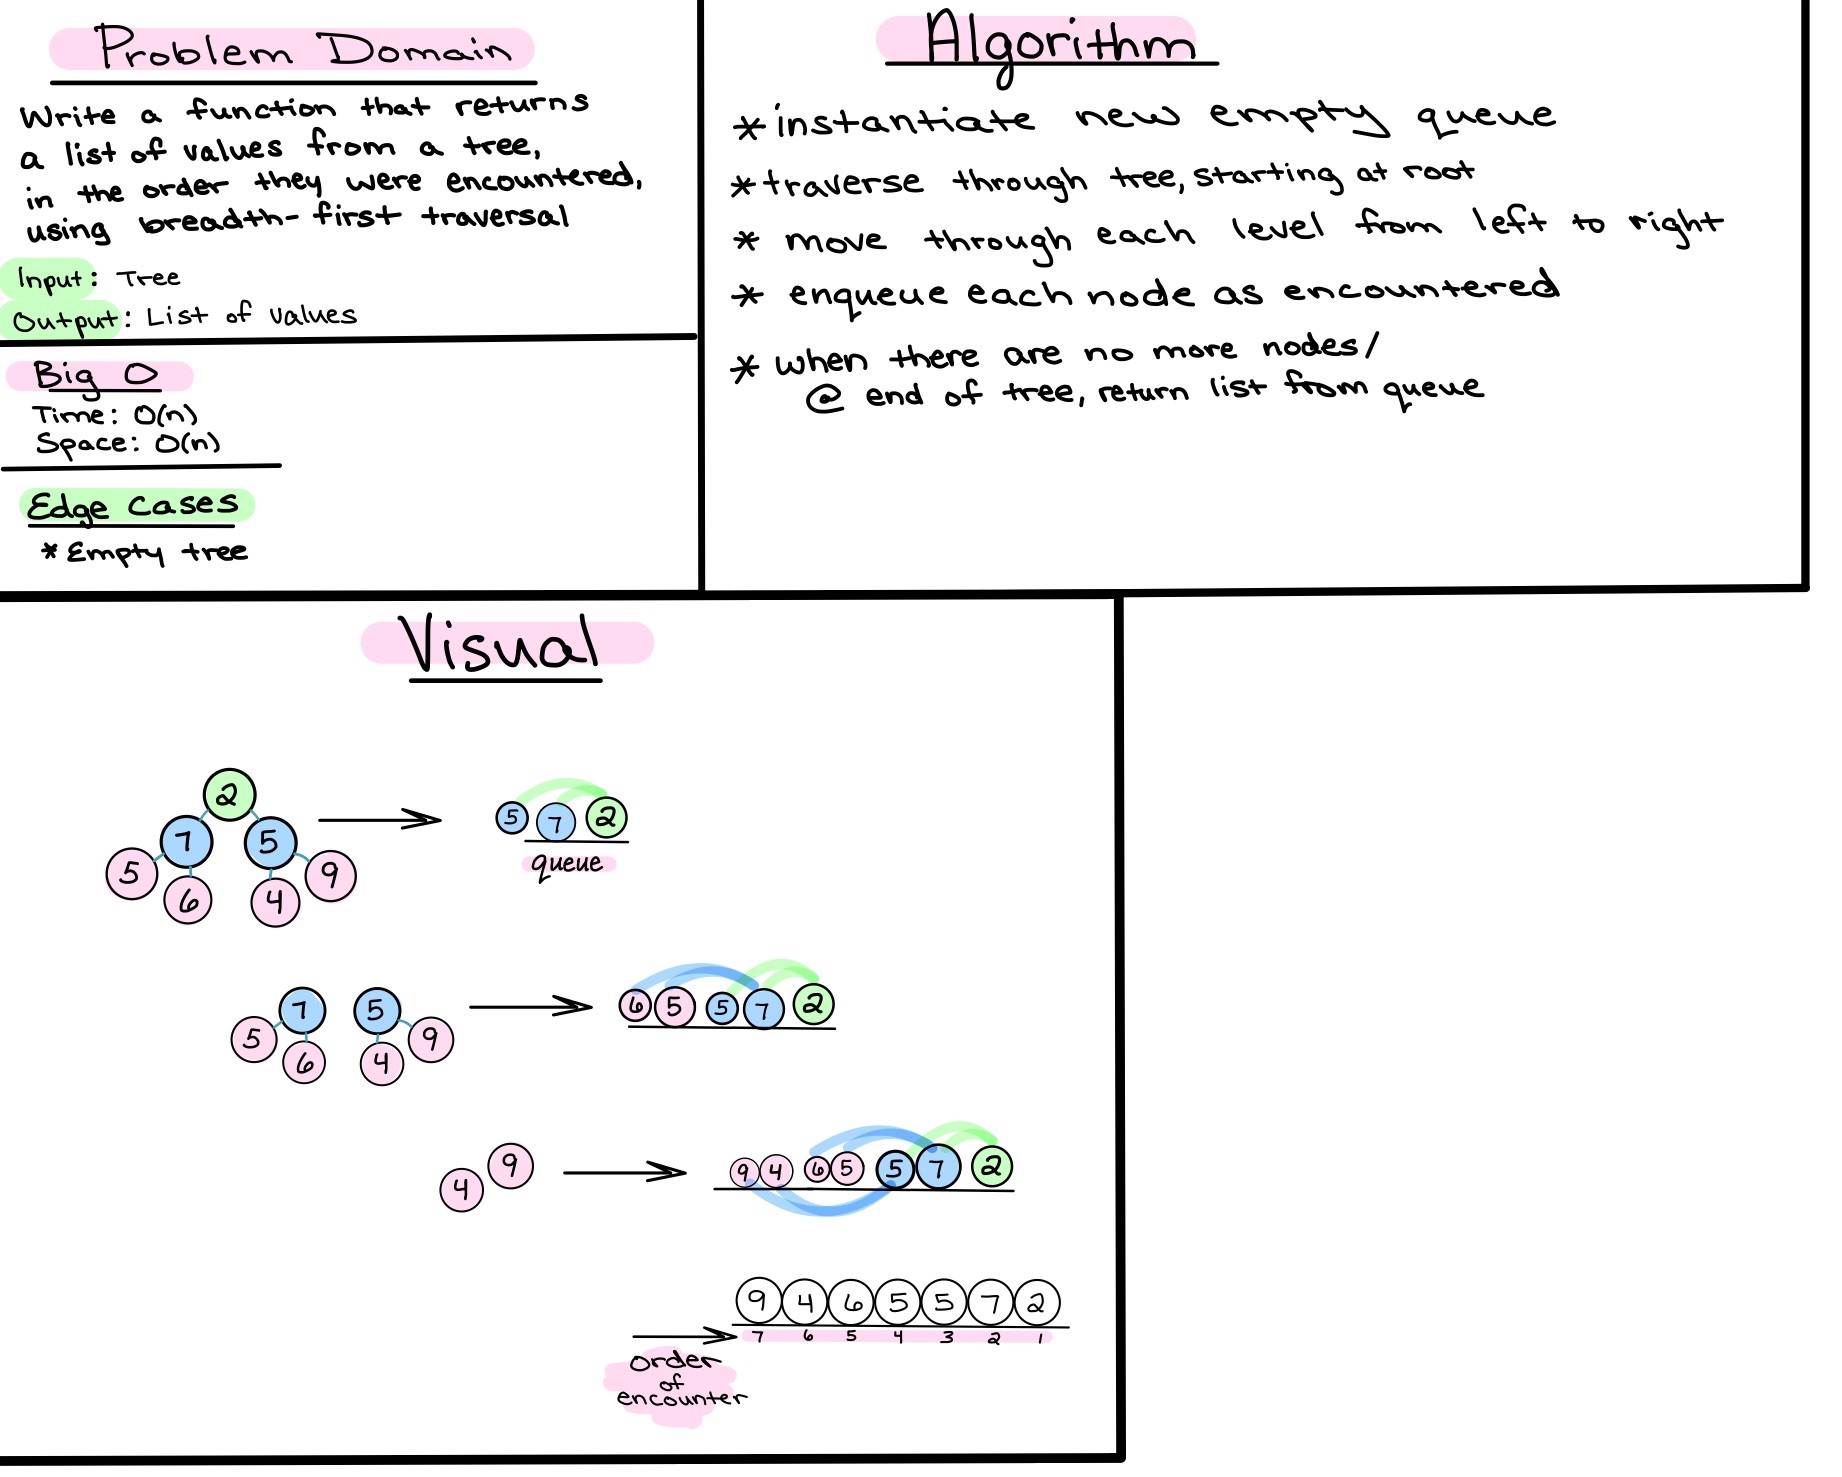 Problem Domain
Write a function that returns
a list of values from a tree,
in the order they were encountered,
using breadth-first traversal
Input: Tree
Output: List of values
Big O
Time: O(n)
Space: O(n)
Edge Cases
* Empty tree
Algorithm
* instantiate new empty queue
* traverse through tree, starting at root
* move through each level from left to right
* enqueue each node as encountered
* when there are no more nodes/
@ end of tree, return list from queue
Visual
2
7 5
5 6 4 9
5 7 2
queue
7 5
5 6 4 9
6 5 5 7 2
4 9
9 4 6 5 5 7 2
9 4 6 5 5 7 2
7 6 5 4 3 2 1
order
of
encounter